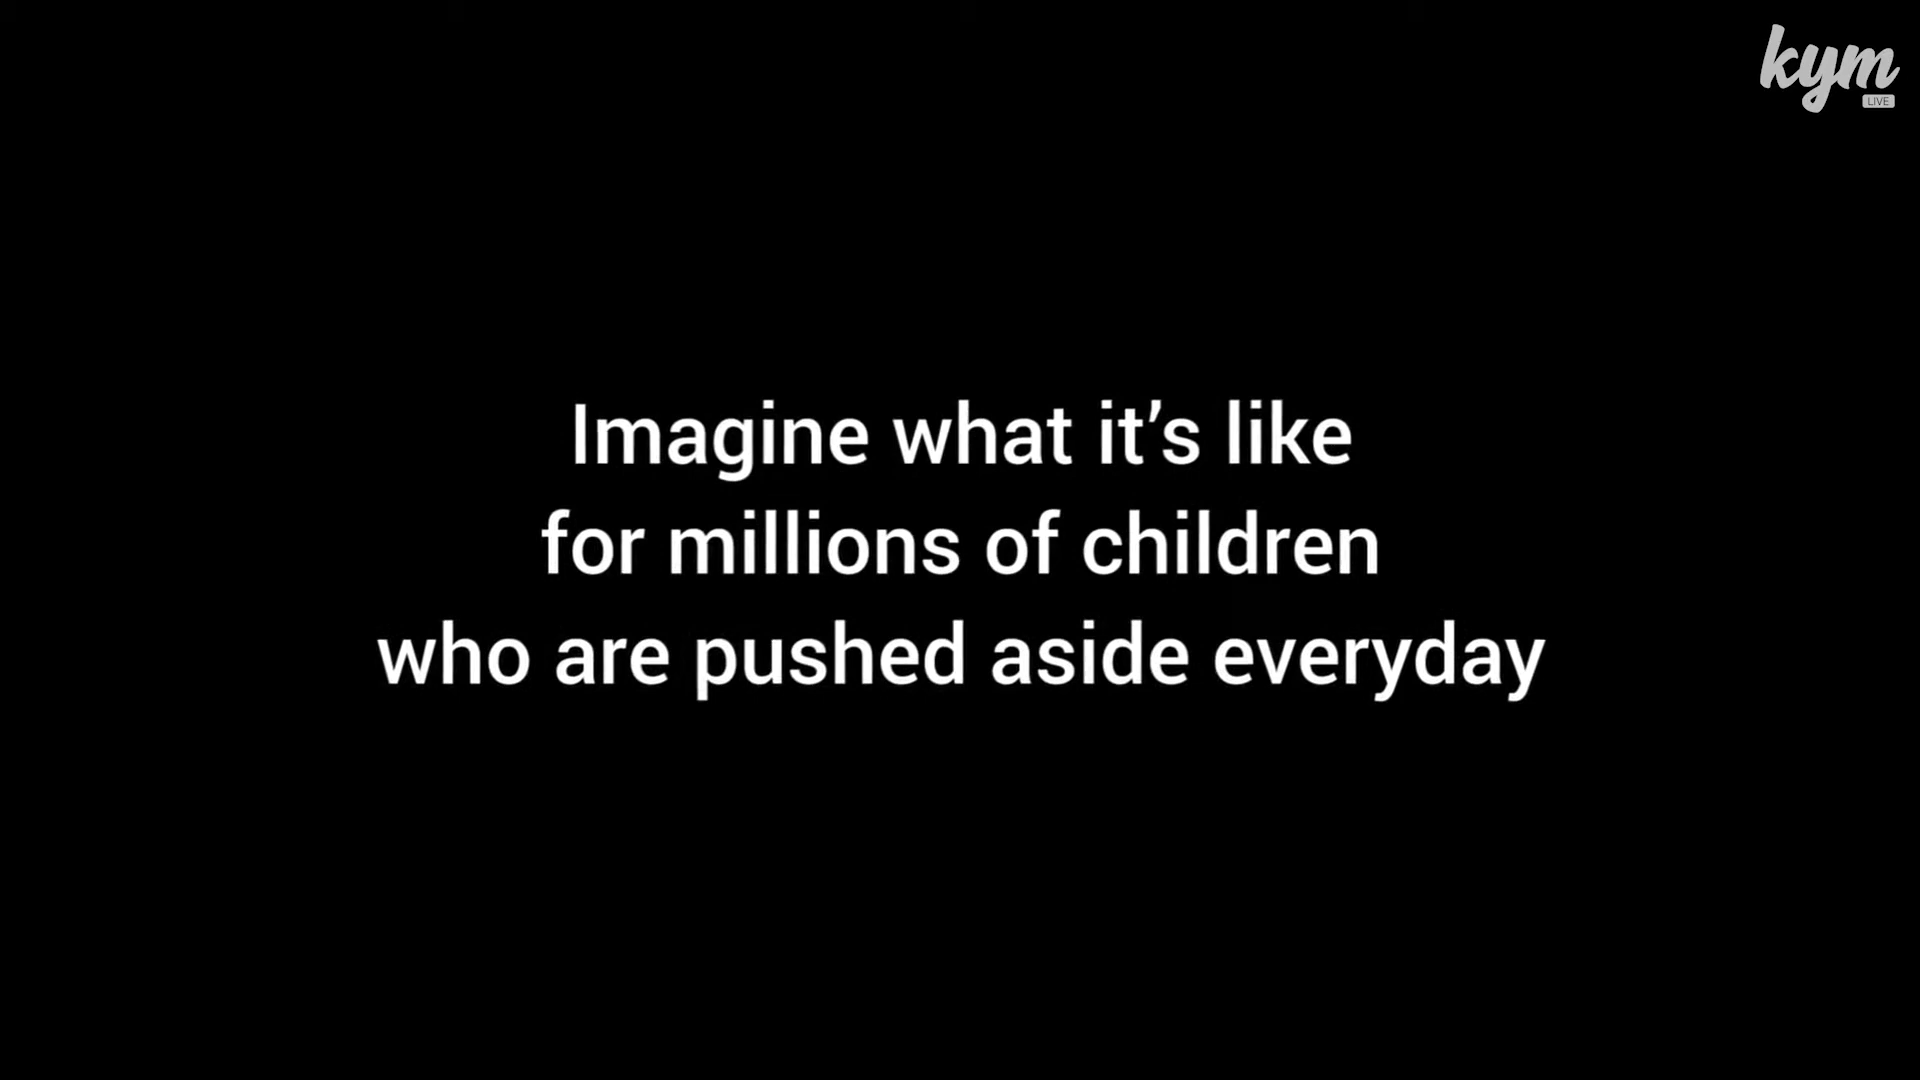 kym
LIVE
Imagine what it’s like
for millions of children
who are pushed aside everyday